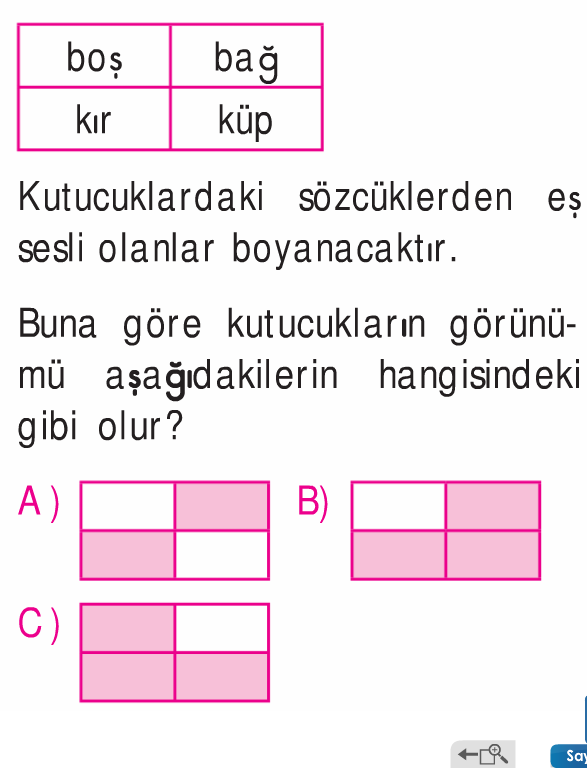 boş bağ
kır küp
Kutucuklardaki sözcüklerden eş
sesli olanlar boyanacaktır.
Buna göre kutucukların görünü-
mü aşağıdakilerin hangisindeki
gibi olur?
A) B)
C)